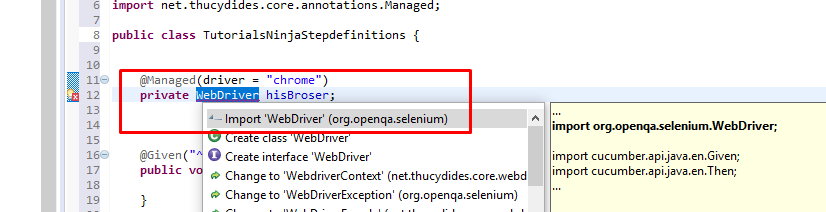 6 import net.thucydides.core.annotations.Managed;
7
8 public class TutorialsNinjaStepdefinitions {
9
10
11 @Managed(driver = "chrome")
12 private WebDriver hisBroser;
13 Import 'WebDriver' (org.openqa.selenium)
14 Create class 'WebDriver'
15 Create interface 'WebDriver'
16 @Given("^
17 public vo
Change to 'WebdriverContext' (net.thucydides.core.webd
18
Change to 'WebDriverException' (org.openqa.selenium)
19 }
...
import org.openqa.selenium.WebDriver;
import cucumber.api.java.en.Given;
import cucumber.api.java.en.Then;
...